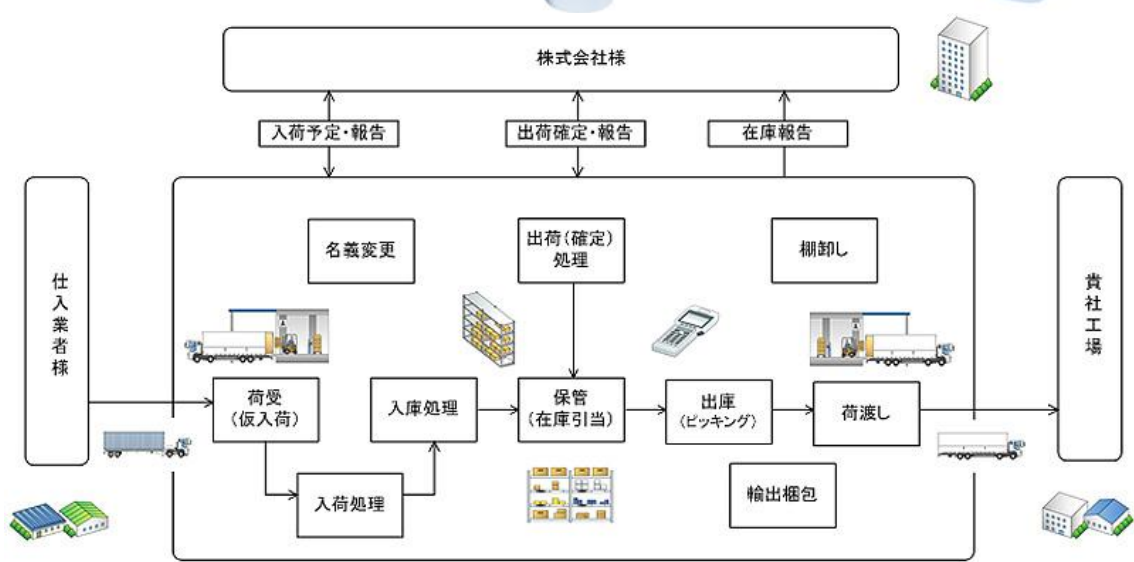 株式会社様
入荷予定・報告
出荷確定・報告
在庫報告
仕入業者様
名義変更
出荷(確定)
処理
棚卸し
貴社工場
荷受
(仮入荷)
入庫処理
保管
(在庫引当)
出庫
(ピッキング)
荷渡し
入荷処理
輸出梱包